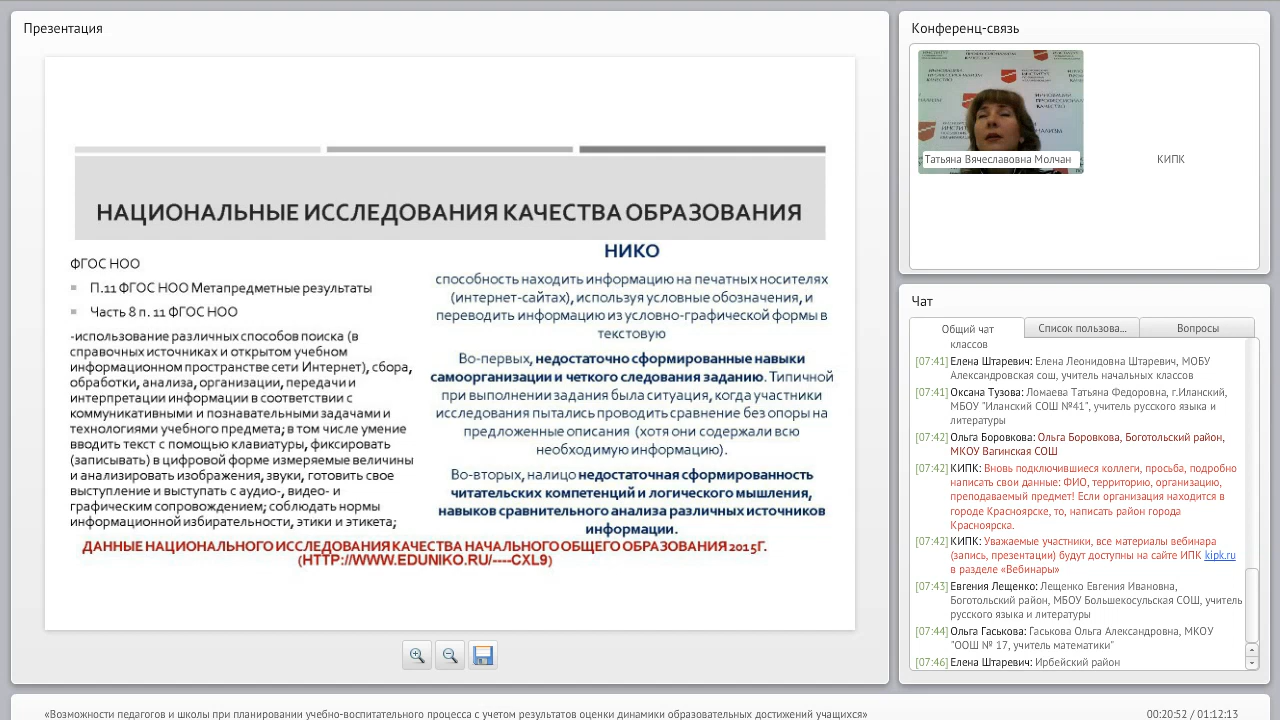 Презентация
НАЦИОНАЛЬНЫЕ ИССЛЕДОВАНИЯ КАЧЕСТВА ОБРАЗОВАНИЯ
ФГОС НОО
П.11 ФГОС НОО Метапредметные результаты
Часть 8 п. 11 ФГОС НОО
-использование различных способов поиска (в
справочных источниках и открытом учебном
информационном пространстве сети Интернет), сбора,
обработки, анализа, организации, передачи и
интерпретации информации в соответствии с
коммуникативными и познавательными задачами и
технологиями учебного предмета; в том числе умение
вводить текст с помощью клавиатуры, фиксировать
(записывать) в цифровой форме измеряемые величины
и анализировать изображения, звуки, готовить свое
выступление и выступать с аудио-, видео- и
графическим сопровождением; соблюдать нормы
информационной избирательности, этики и этикета;
НИКО
способность находить информацию на печатных носителях
(интернет-сайтах), используя условные обозначения, и
переводить информацию из условно-графической формы в
текстовую
Во-первых, недостаточно сформированные навыки
самоорганизации и четкого следования заданию. Типичной
при выполнении задания была ситуация, когда участники
исследования пытались проводить сравнение без опоры на
предложенные описания (хотя они содержали всю
необходимую информацию).
Во-вторых, налицо недостаточная сформированность
читательских компетенций и логического мышления,
навыков сравнительного анализа различных источников
информации.
ДАННЫЕ НАЦИОНАЛЬНОГО ИССЛЕДОВАНИЯ КАЧЕСТВА НАЧАЛЬНОГО ОБЩЕГО ОБРАЗОВАНИЯ 2015Г.
(HTTP://WWW.EDUNIKO.RU/----CXL9)
Конференц-связь
Татьяна Вячеславовна Молчан
КИПК
Чат
Общий чат
Список пользова...
Вопросы
классов
[07:41] Елена Штаревич: Елена Леонидовна Штаревич, МОБУ
Александровская сош, учитель начальных классов
[07:41] Оксана Тузова: Ломаева Татьяна Федоровна, г.Иланский,
МБОУ "Иланский СОШ №41", учитель русского языка и
литературы
[07:42] Ольга Боровкова: Ольга Боровкова, Боготольский район,
МКОУ Вагинская СОШ
[07:42] КИПК: Вновь подключившиеся коллеги, просьба, подробно
написать свои данные: ФИО, территорию, организацию,
преподаваемый предмет! Если организация находится в
городе Красноярске, то, написать район города
Красноярска.
[07:42] КИПК: Уважаемые участники, все материалы вебинара
(запись, презентации) будут доступны на сайте ИПК kipk.ru
в разделе «Вебинары»
[07:43] Евгения Лещенко: Лещенко Евгения Ивановна,
Боготольский район, МБОУ Большекосульская СОШ, учитель
русского языка и литературы
[07:44] Ольга Гаськова: Гаськова Ольга Александровна, МКОУ
"ООШ № 17, учитель математики"
[07:46] Елена Штаревич: Ирбейский район
«Возможности педагогов и школы при планировании учебно-воспитательного процесса с учетом результатов оценки динамики образовательных достижений учащихся»
00:20:52 / 01:12:13